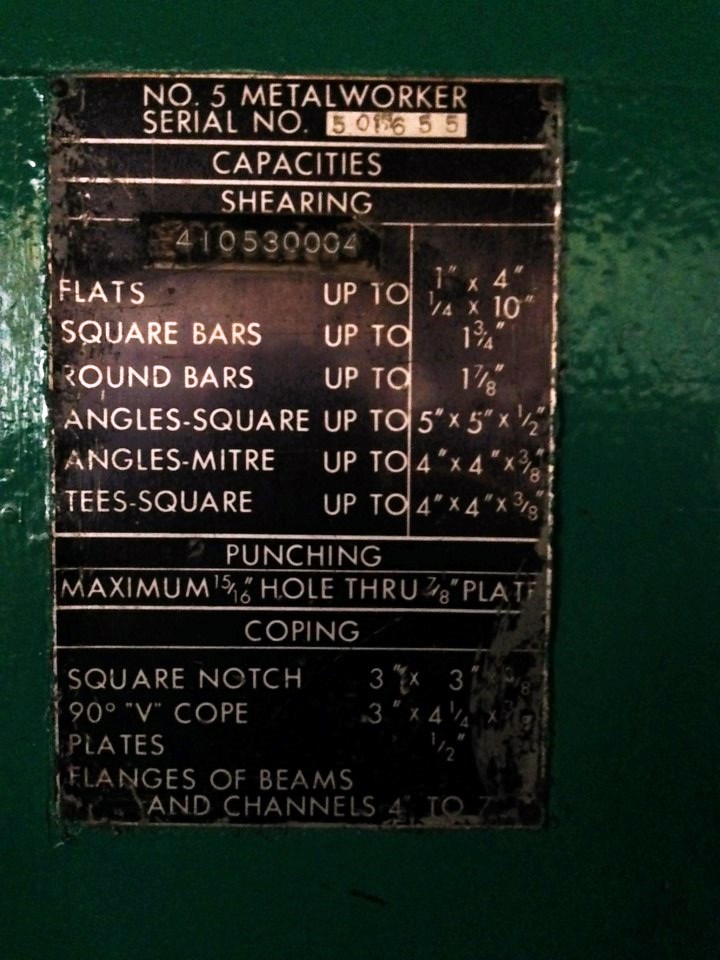 NO. 5 METALWORKER
SERIAL NO.
CAPACITIES
SHEARING
410530004
FLATS UP TO 1" x 4"
1/4 x 10"
SQUARE BARS UP TO 1 3/4"
ROUND BARS UP TO 1 7/8"
ANGLES-SQUARE UP TO 5" x 5" x 1/2"
ANGLES-MITRE UP TO 4" x 4" x 3/8"
TEES-SQUARE UP TO 4" x 4" x 3/8"
PUNCHING
MAXIMUM 15/16" HOLE THRU 7/8" PLATE
COPING
SQUARE NOTCH 3" x 3" x 3/8
90° "V" COPE 3" x 4 1/4 x
PLATES 1/2"
FLANGES OF BEAMS
AND CHANNELS 4" TO 7